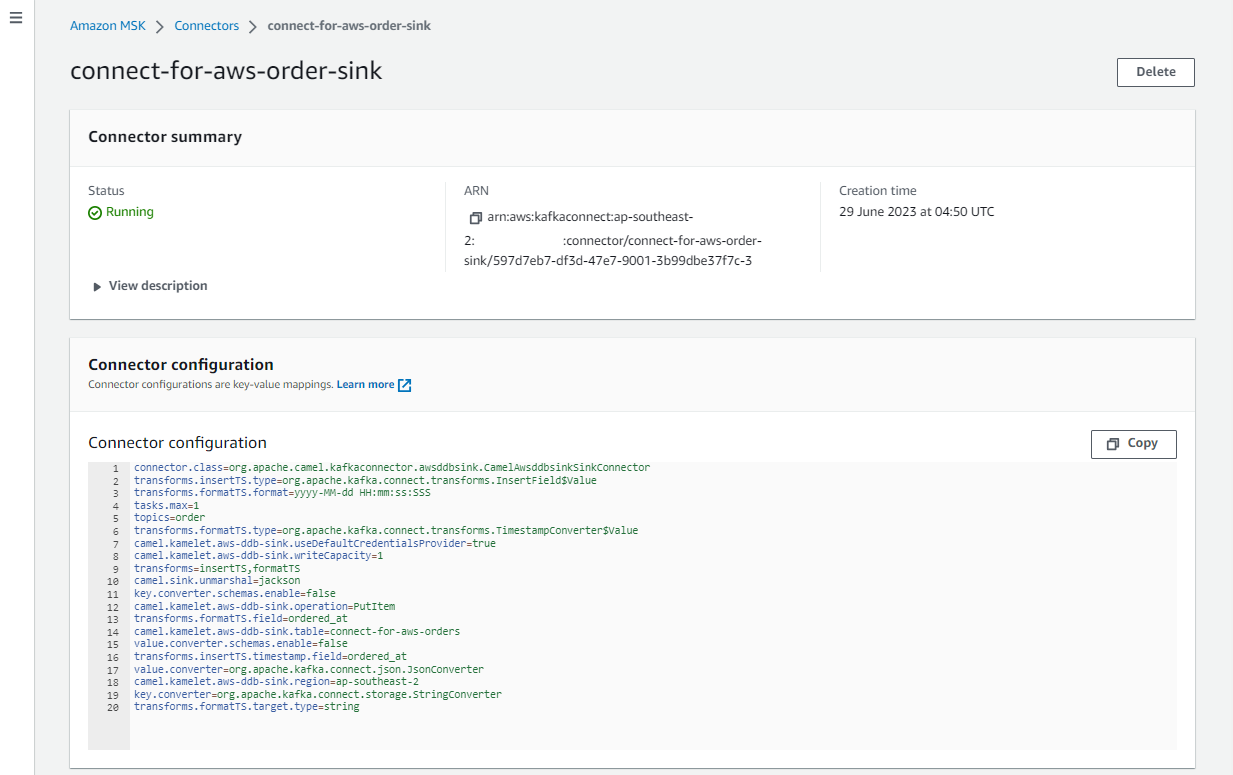 Amazon MSK > Connectors > connect-for-aws-order-sink
connect-for-aws-order-sink
Delete
Connector summary
Status
Running
ARN
arn:aws:kafkaconnect:ap-southeast-
2: :connector/connect-for-aws-order-
sink/597d7eb7-df3d-47e7-9001-3b99dbe37f7c-3
Creation time
29 June 2023 at 04:50 UTC
View description
Connector configuration
Connector configurations are key-value mappings. Learn more
Connector configuration
Copy
1 connector.class=org.apache.camel.kafkaconnector.awsddbsink.CamelAwsddbsinkSinkConnector
2 transforms.insertTS.type=org.apache.kafka.connect.transforms.InsertField$Value
3 transforms.formatTS.format=yyyy-MM-dd HH:mm:ss:SSS
4 tasks.max=1
5 topics=order
6 transforms.formatTS.type=org.apache.kafka.connect.transforms.TimestampConverter$Value
7 camel.kamelet.aws-ddb-sink.useDefaultCredentialsProvider=true
8 camel.kamelet.aws-ddb-sink.writeCapacity=1
9 transforms=insertTS,formatTS
10 camel.sink.unmarshal=jackson
11 key.converter.schemas.enable=false
12 camel.kamelet.aws-ddb-sink.operation=PutItem
13 transforms.formatTS.field=ordered_at
14 camel.kamelet.aws-ddb-sink.table=connect-for-aws-orders
15 value.converter.schemas.enable=false
16 transforms.insertTS.timestamp.field=ordered_at
17 value.converter=org.apache.kafka.connect.json.JsonConverter
18 camel.kamelet.aws-ddb-sink.region=ap-southeast-2
19 key.converter=org.apache.kafka.connect.storage.StringConverter
20 transforms.formatTS.target.type=string